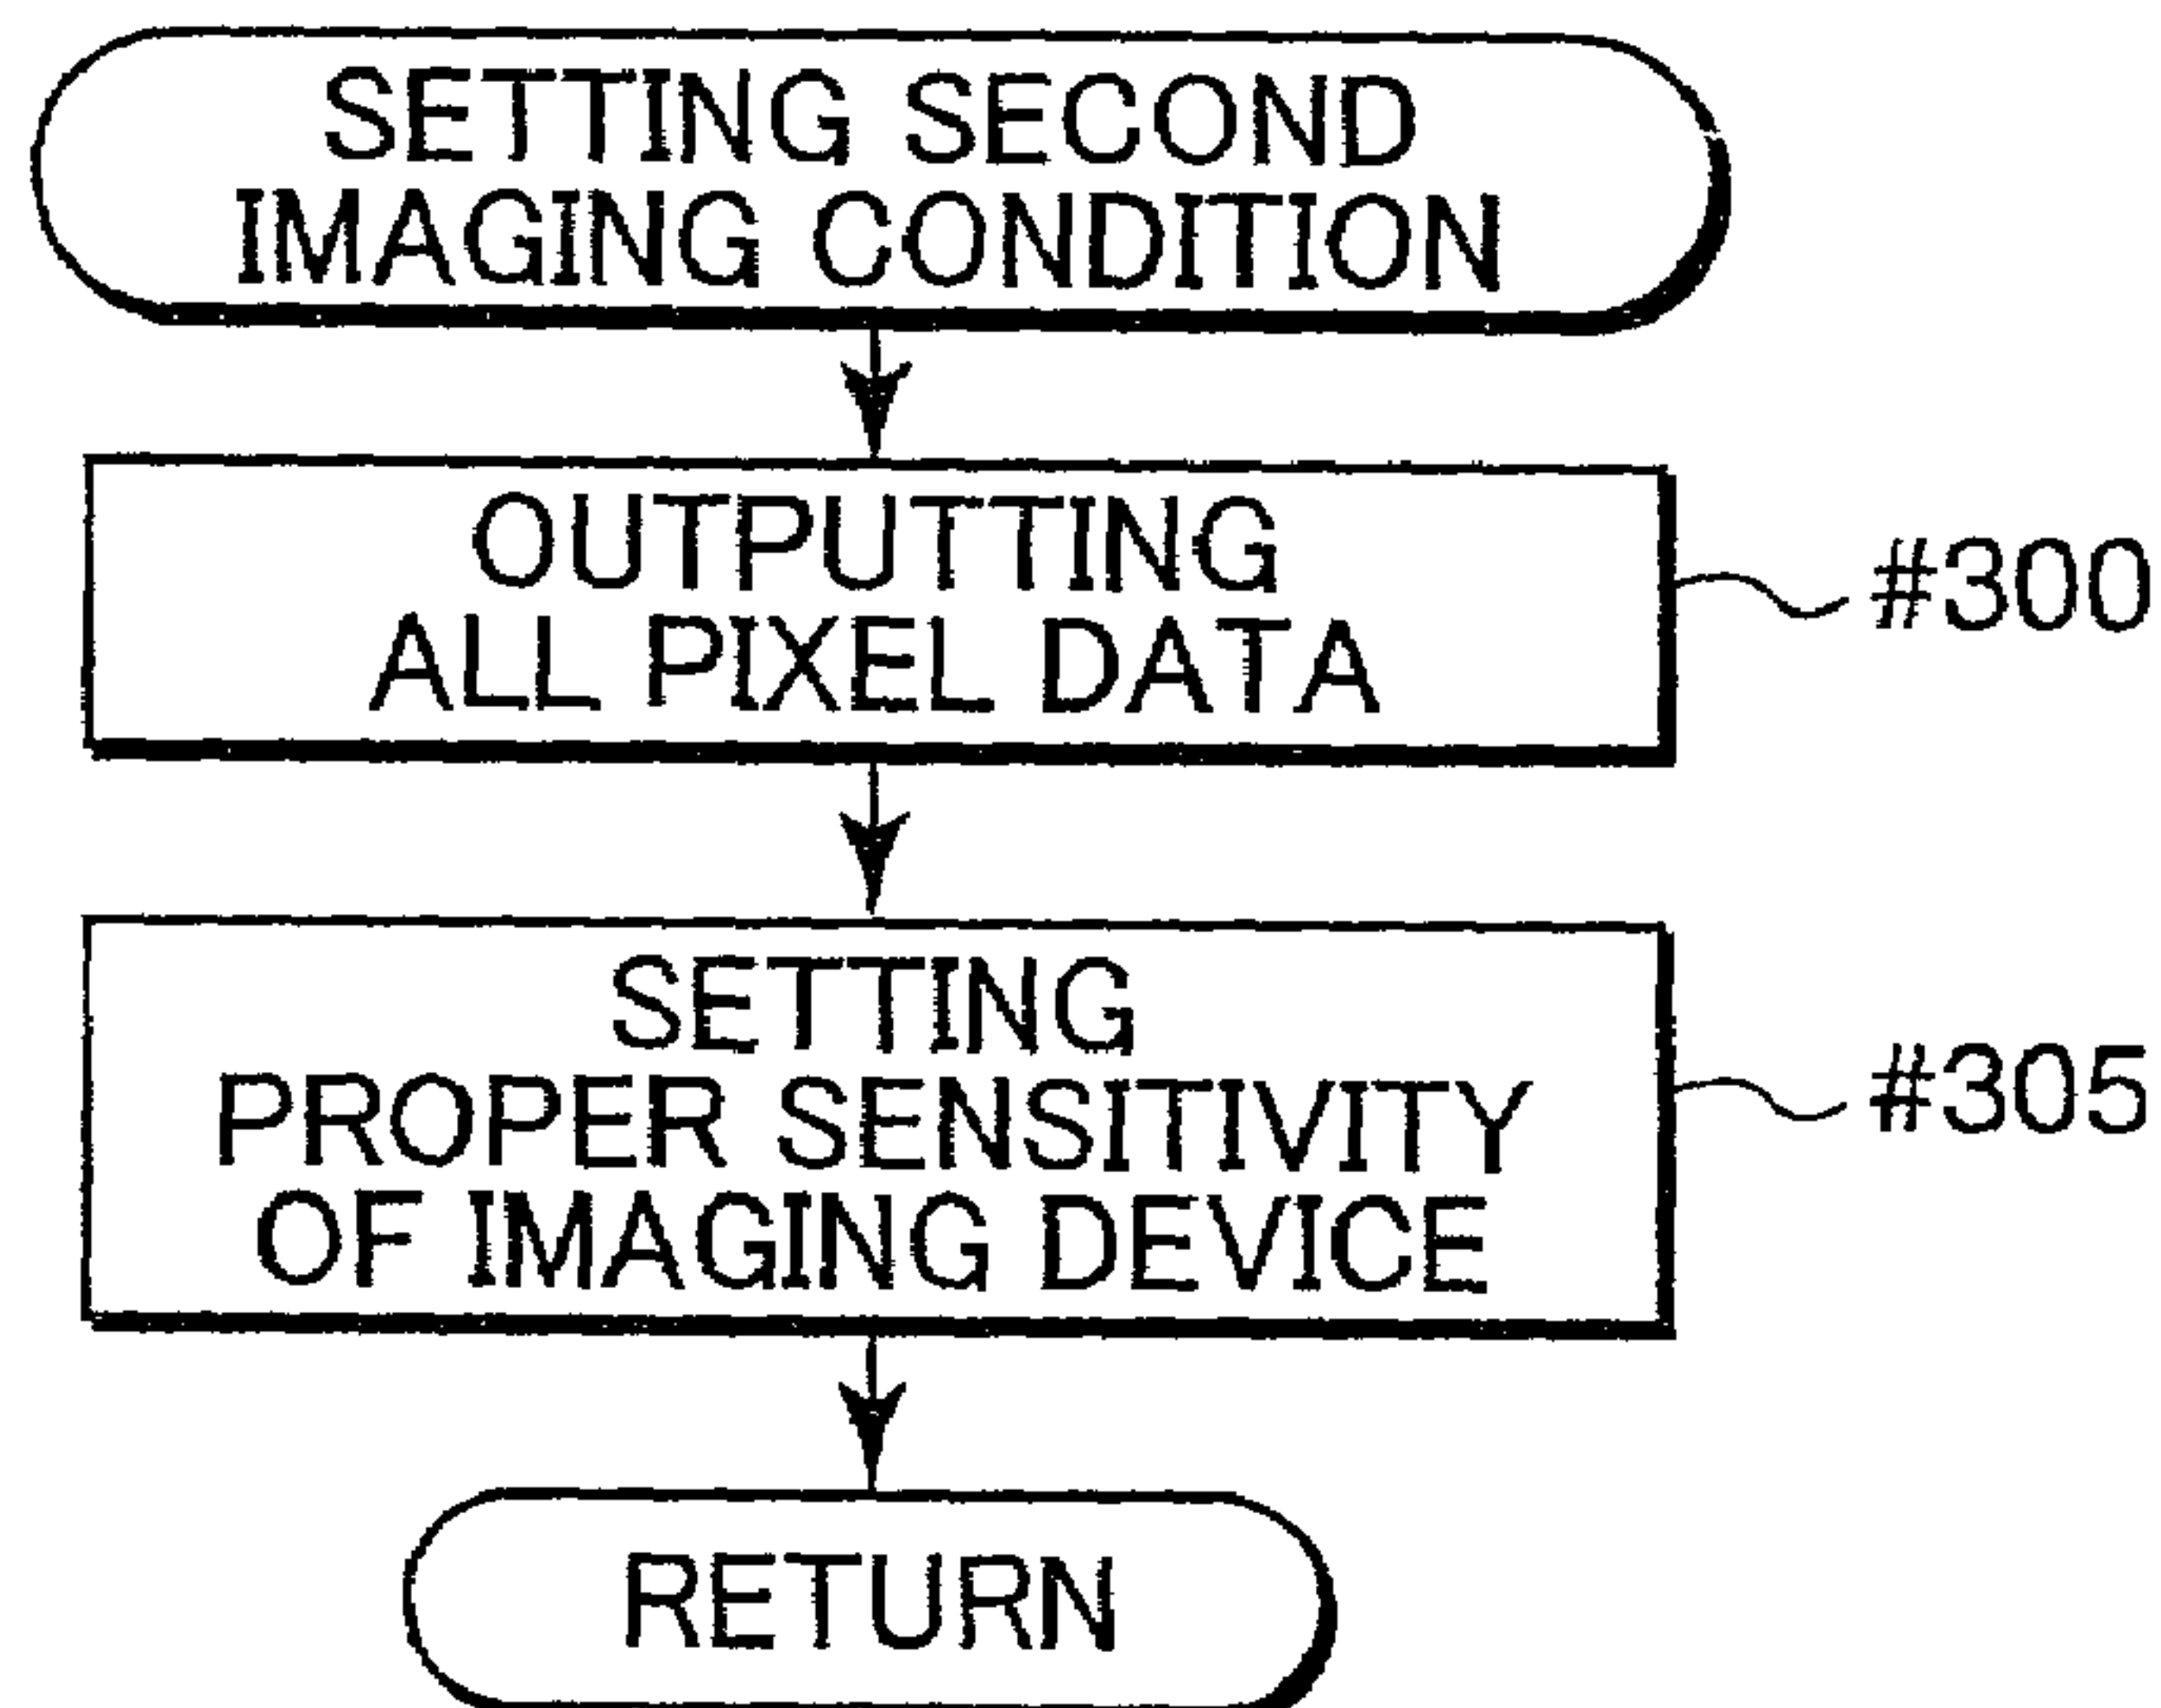 SETTING SECOND
IMAGING CONDITION
OUTPUTTING
ALL PIXEL DATA
#300
SETTING
PROPER SENSITIVITY
OF IMAGING DEVICE
#305
RETURN